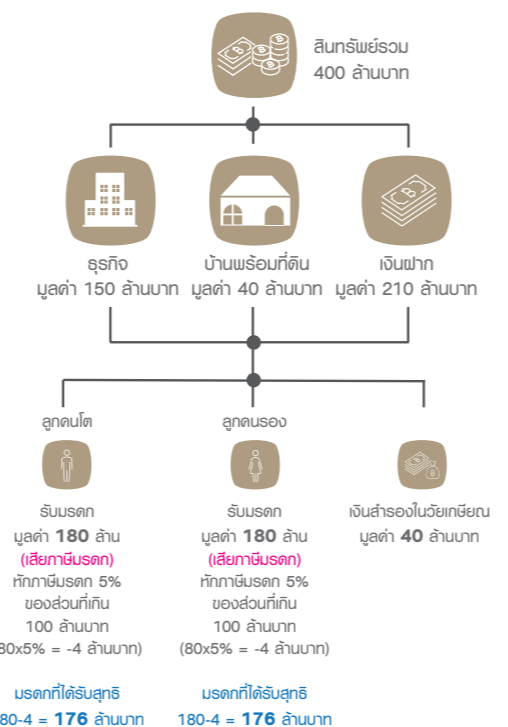 สินทรัพย์รวม
400 ล้านบาท
ธุรกิจ
มูลค่า 150 ล้านบาท
บ้านพร้อมที่ดิน
มูลค่า 40 ล้านบาท
เงินฝาก
มูลค่า 210 ล้านบาท
ลูกคนโต
รับมรดก
มูลค่า 180 ล้าน
(เสียภาษีมรดก)
หักภาษีมรดก 5%
ของส่วนที่เกิน
100 ล้านบาท
80x5% = -4 ล้านบาท)
มรดกที่ได้รับสุทธิ
180-4 = 176 ล้านบาท
ลูกคนรอง
รับมรดก
มูลค่า 180 ล้าน
(เสียภาษีมรดก)
หักภาษีมรดก 5%
ของส่วนที่เกิน
100 ล้านบาท
(80x5% = -4 ล้านบาท)
มรดกที่ได้รับสุทธิ
180-4 = 176 ล้านบาท
เงินสำรองในวัยเกษียณ
มูลค่า 40 ล้านบาท